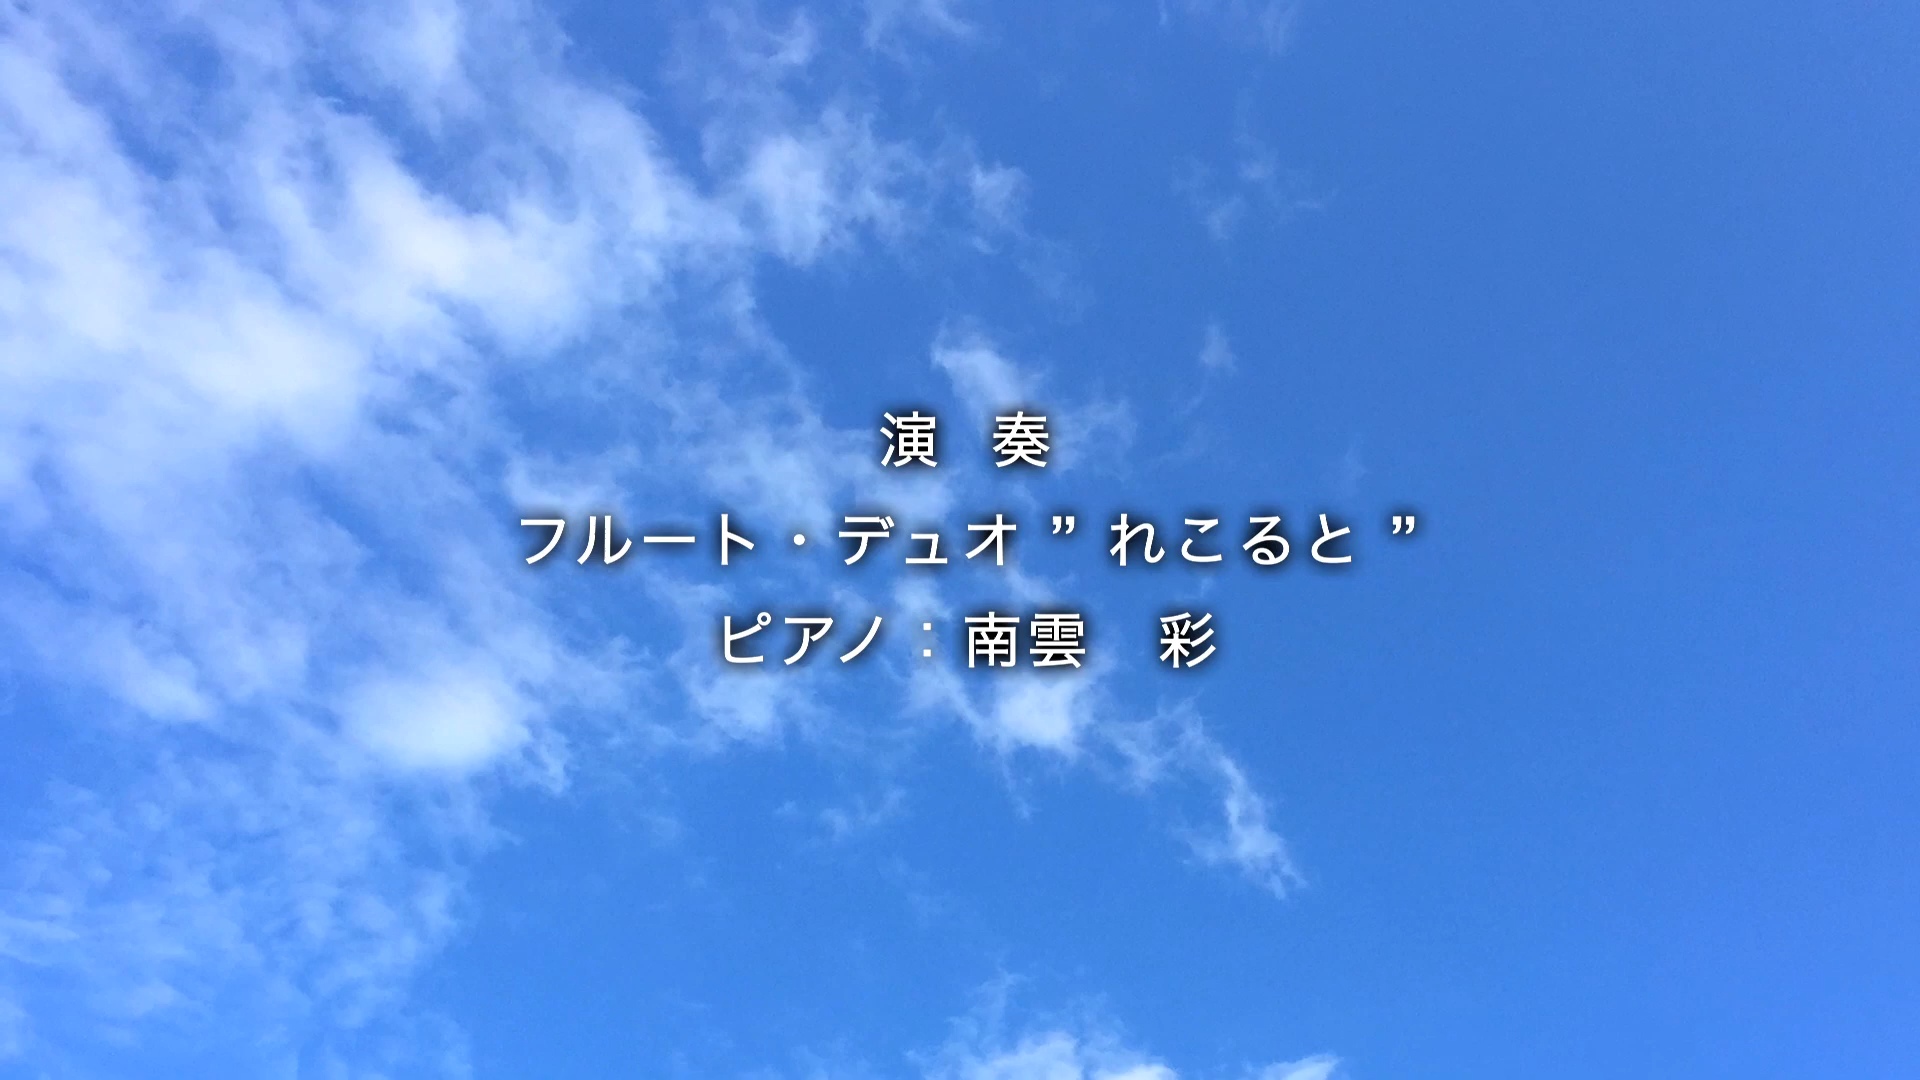 演　奏
フルート・デュオ ” れこると ”
ピアノ：南雲　彩